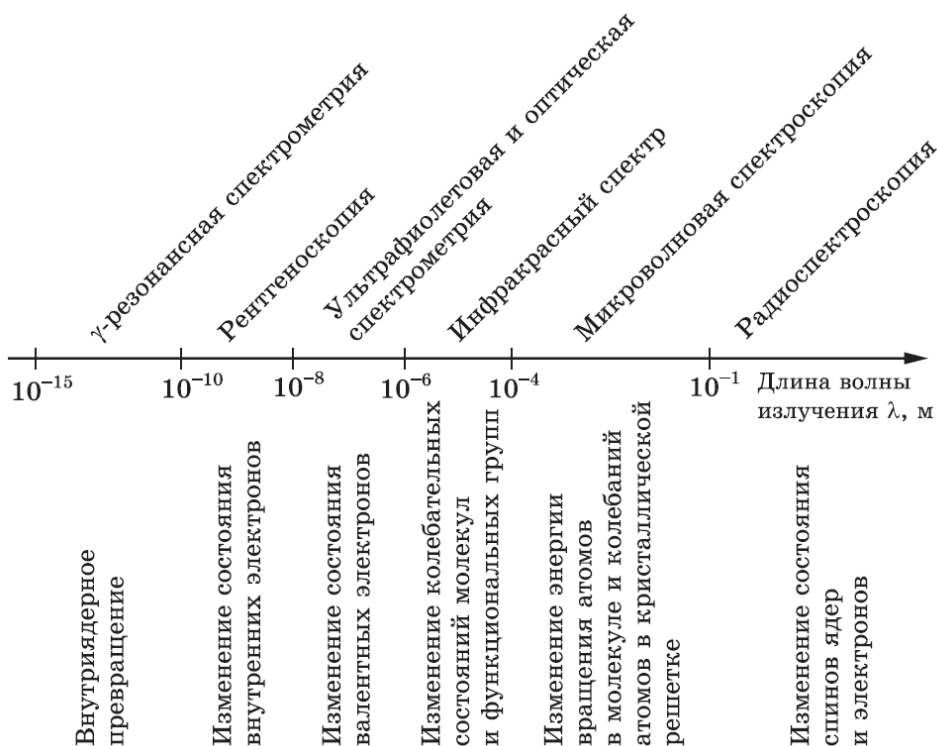 γ-резонансная спектрометрия
Рентгеноскопия
Ультрафиолетовая и оптическая
спектрометрия
Инфракрасный спектр
Микроволновая спектроскопия
Радиоспектроскопия
10⁻¹⁵
10⁻¹⁰
10⁻⁸
10⁻⁶
10⁻⁴
10⁻¹
Длина волны
излучения λ, м
Внутриядерное
превращение
Изменение состояния
внутренних электронов
Изменение состояния
валентных электронов
Изменение колебательных
состояний молекул
и функциональных групп
Изменение энергии
вращения атомов
в молекуле и колебаний
атомов в кристаллической
решетке
Изменение состояния
спинов ядер
и электронов